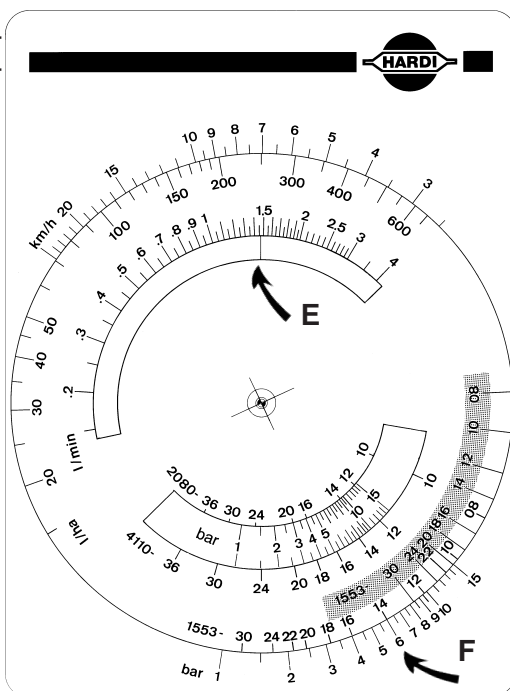 HARDI
km/h 20 15 10 9 8 7 6 5 4 3
l/ha 20 30 40 50 100 150 200 300 400 600
l/min .2 .3 .4 .5 .6 .7 .8 .9 1 1.5 2 2.5 3 4
E
2080- 36 30 24 20 16 14 12 10
bar 1 2 3 4 5 10 15
4110- 36 30 24 20 18 16 14 12 10
1553- 30 24 22 20 18 16 14 12 10 08
1553- 30 24 22 20 18 16 14 12 10 08
bar 1 2 3 4 5 6 7 8 9 10 15
F